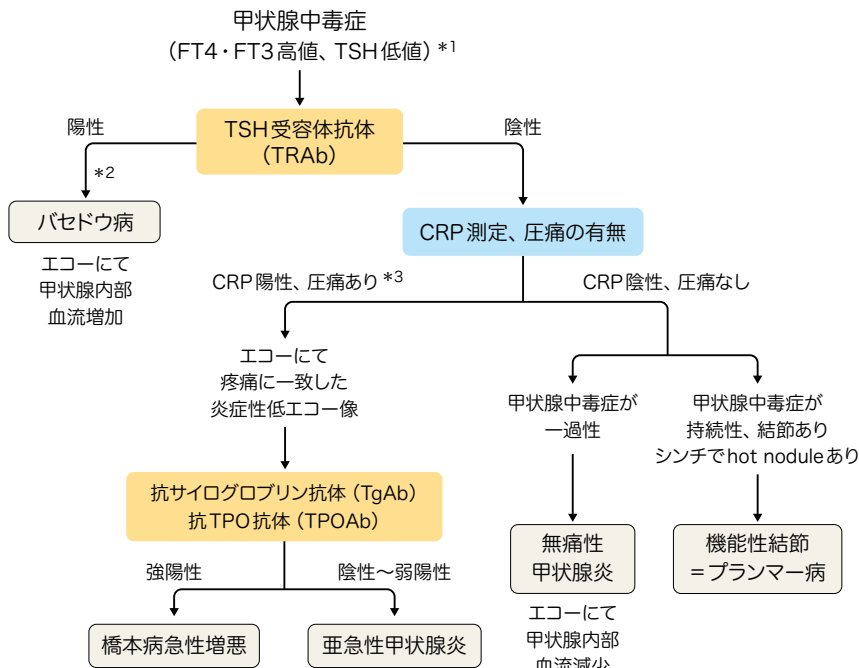 甲状腺中毒症
（FT4・FT3高値、TSH低値）*1
陽性
TSH受容体抗体
（TRAb）
陰性
*2
バセドウ病
エコーにて
甲状腺内部
血流増加
CRP測定、圧痛の有無
CRP陽性、圧痛あり*3
CRP陰性、圧痛なし
エコーにて
疼痛に一致した
炎症性低エコー像
甲状腺中毒症が
一過性
甲状腺中毒症が
持続性、結節あり
シンチでhot noduleあり
抗サイログロブリン抗体（TgAb）
抗TPO抗体（TPOAb）
無痛性
甲状腺炎
機能性結節
＝プランマー病
強陽性
陰性〜弱陽性
橋本病急性増悪
亜急性甲状腺炎
エコーにて
甲状腺内部
血流減少